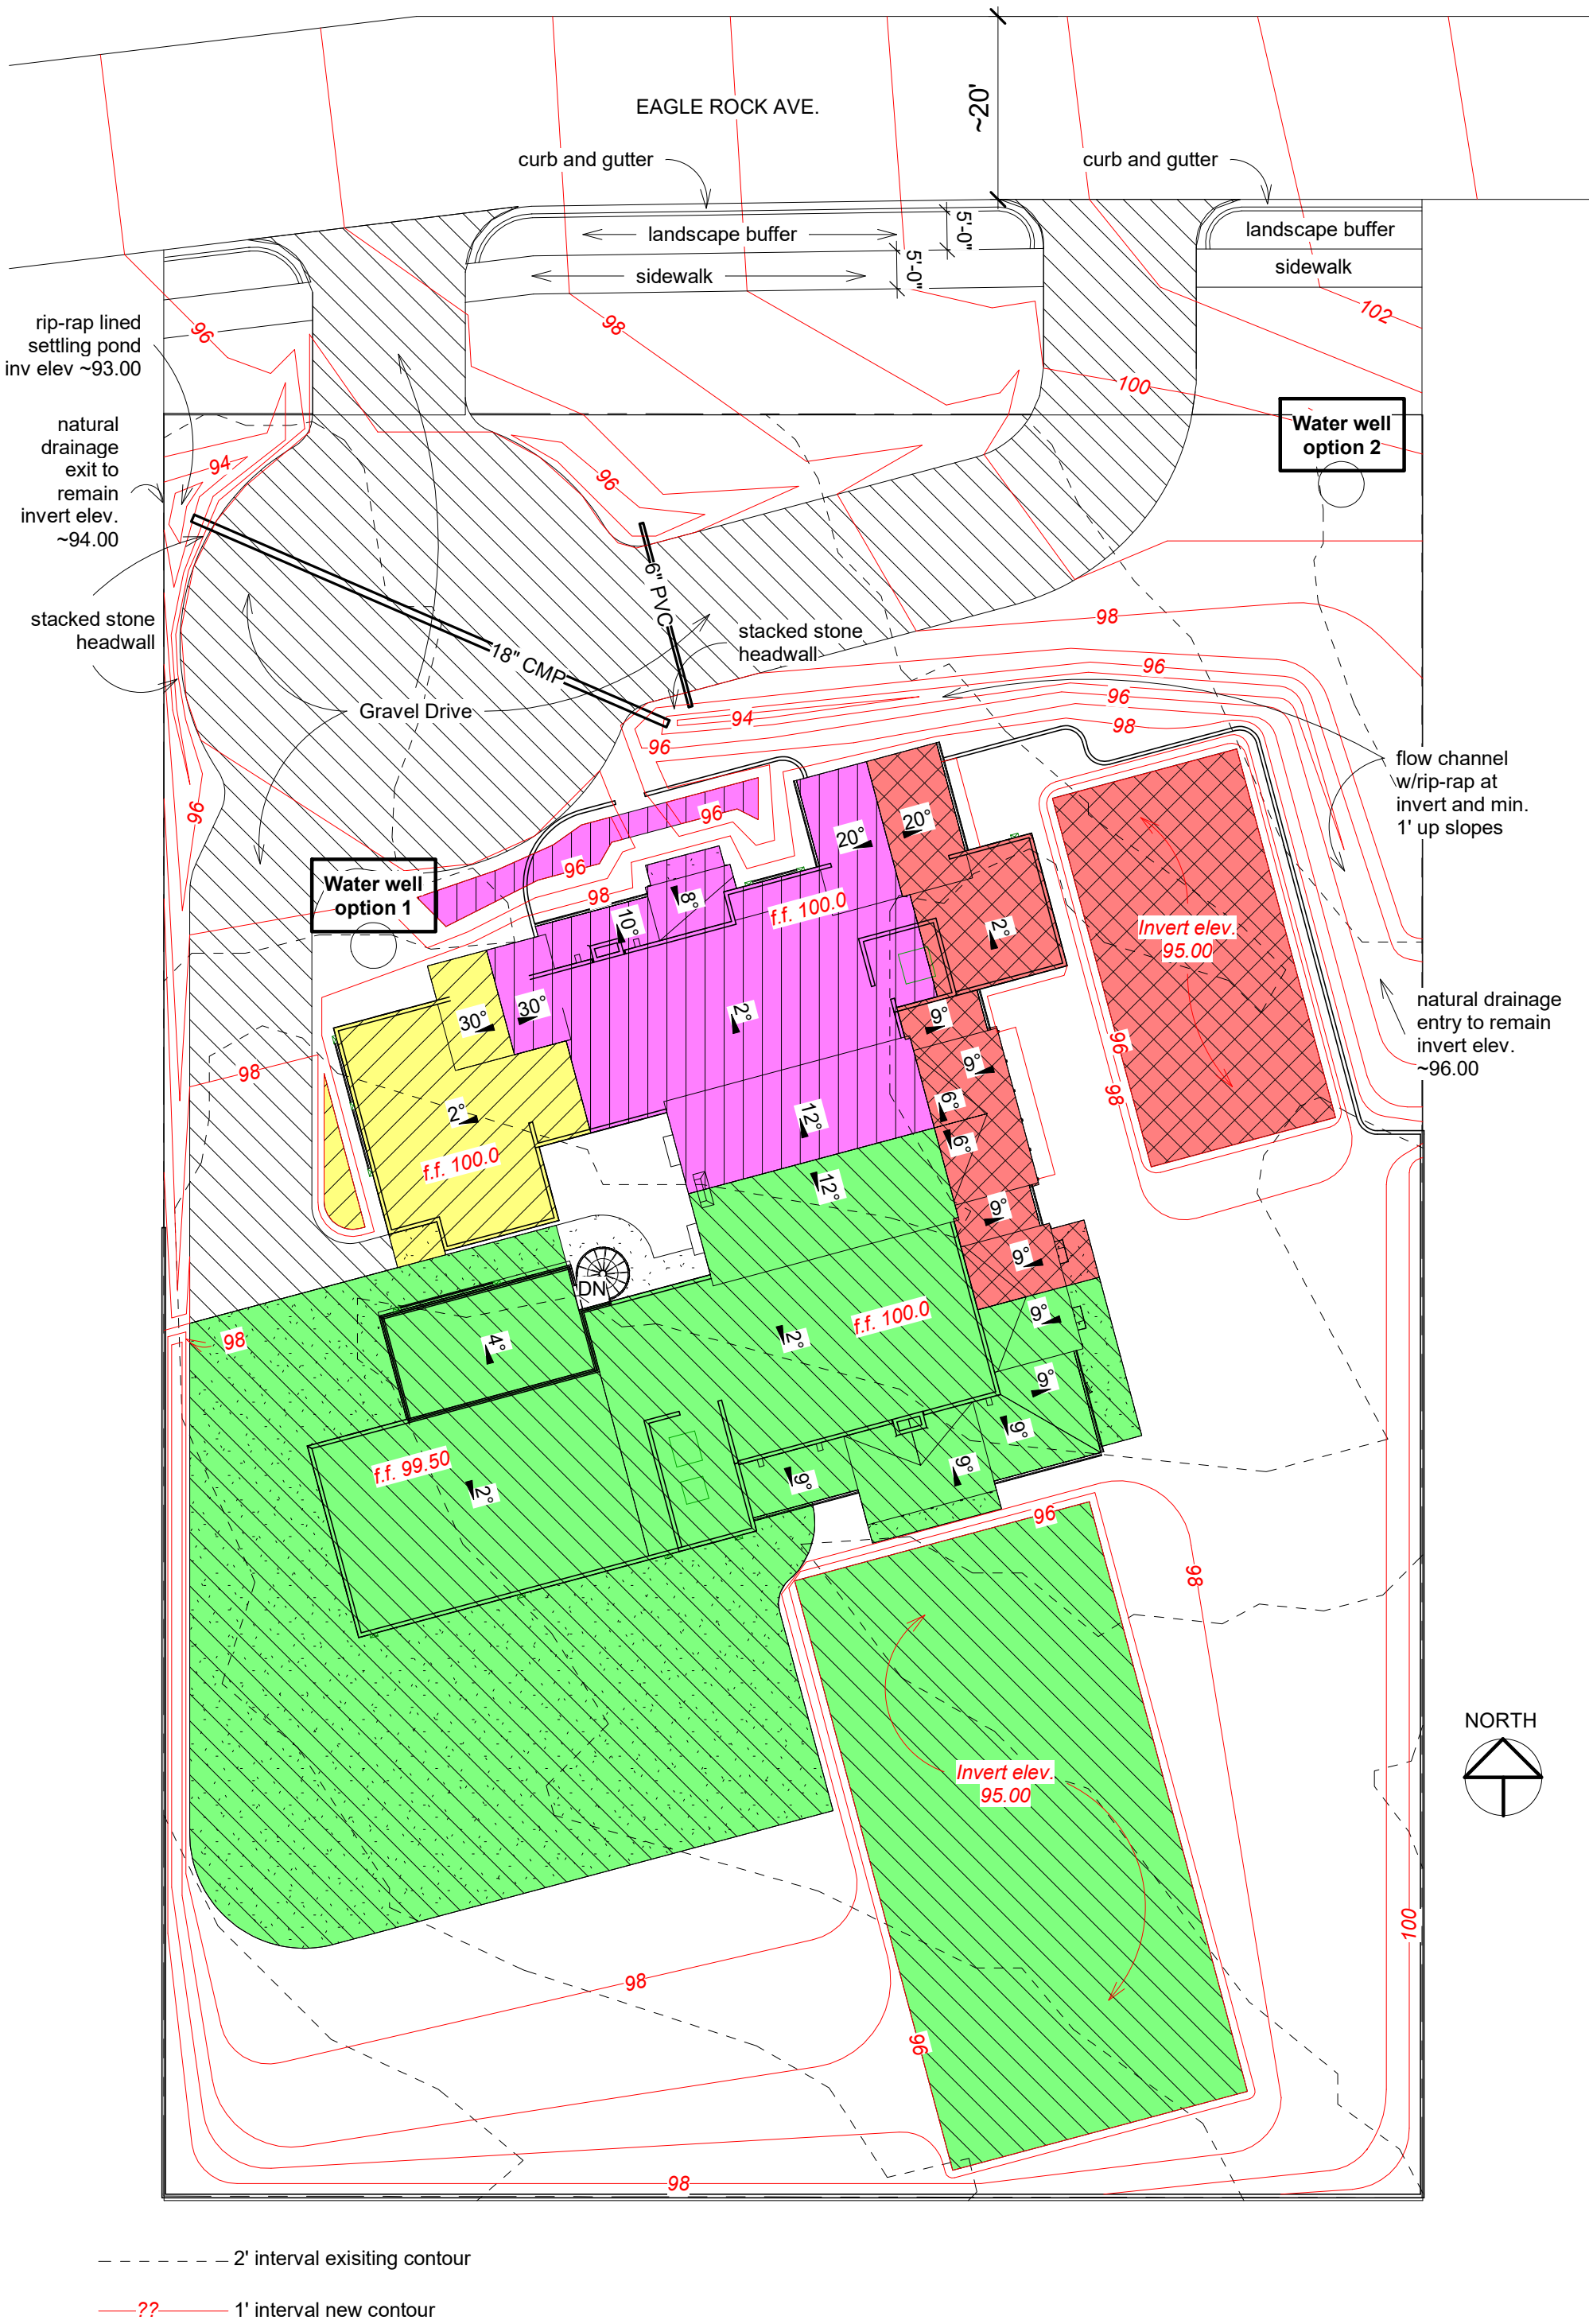 EAGLE ROCK AVE.
~20'
curb and gutter
curb and gutter
landscape buffer
5'-0"
landscape buffer
sidewalk
5'-0"
sidewalk
rip-rap lined
settling pond
inv elev ~93.00
96
98
102
100
natural
drainage
exit to
remain
invert elev.
~94.00
94
96
Water well
option 2
stacked stone
headwall
6" PVC
18" CMP
stacked stone
headwall
Gravel Drive
98
96
96
94
98
96
flow channel
w/rip-rap at
invert and min.
1' up slopes
96
96
96
98
20°
20°
Water well
option 1
8°
10°
f.f. 100.0
2°
Invert elev.
95.00
natural drainage
entry to remain
invert elev.
~96.00
30°
30°
2°
9°
9°
96
98
98
2°
f.f. 100.0
12°
6°
6°
12°
9°
9°
DN
98
4°
2°
f.f. 100.0
9°
9°
9°
f.f. 99.50
2°
9°
9°
96
98
Invert elev.
95.00
NORTH
100
98
96
98
2' interval exisiting contour
?? 1' interval new contour